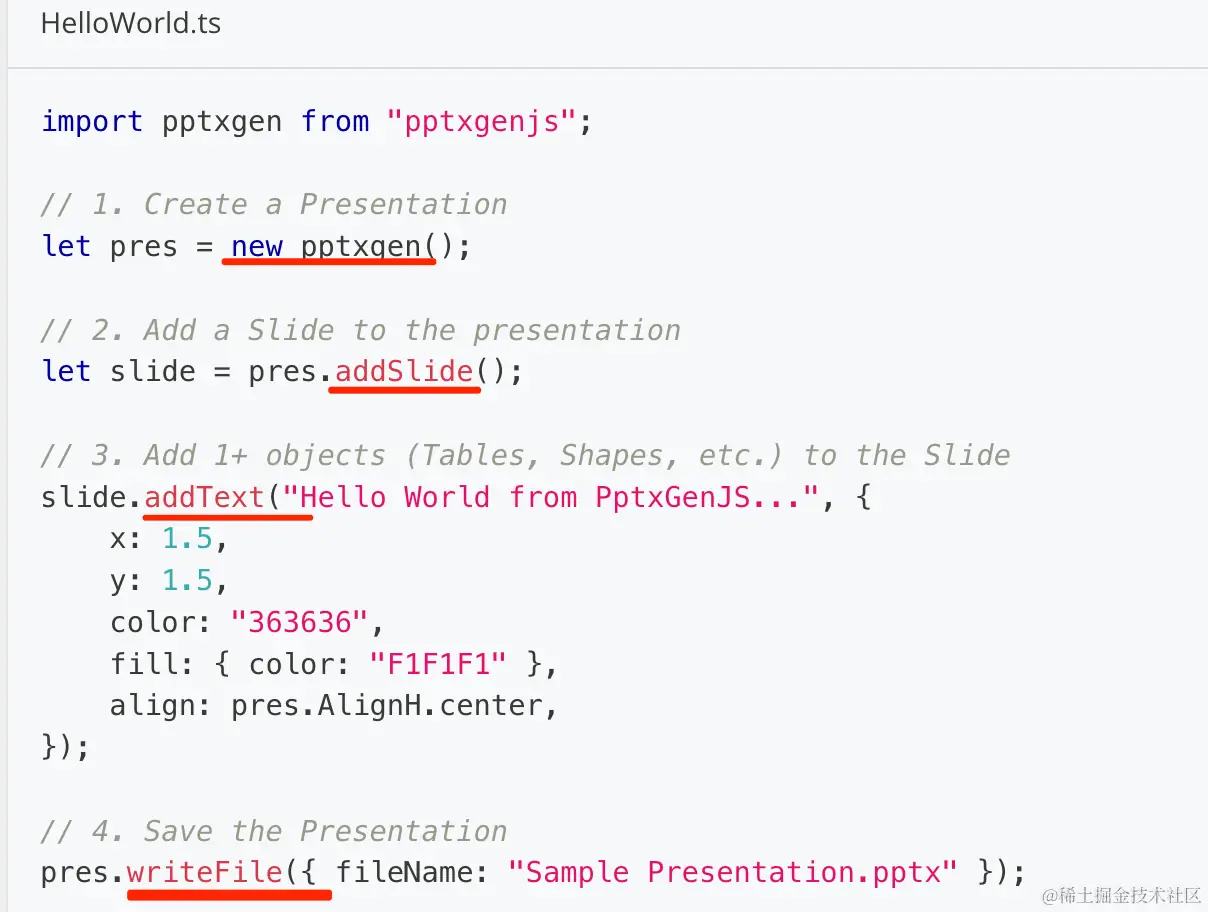 HelloWorld.ts
import pptxgen from "pptxgenjs";
// 1. Create a Presentation
let pres = new pptxgen();
// 2. Add a Slide to the presentation
let slide = pres.addSlide();
// 3. Add 1+ objects (Tables, Shapes, etc.) to the Slide
slide.addText("Hello World from PptxGenJS...", {
    x: 1.5,
    y: 1.5,
    color: "363636",
    fill: { color: "F1F1F1" },
    align: pres.AlignH.center,
});
// 4. Save the Presentation
pres.writeFile({ fileName: "Sample Presentation.pptx" });
@稀土掘金技术社区